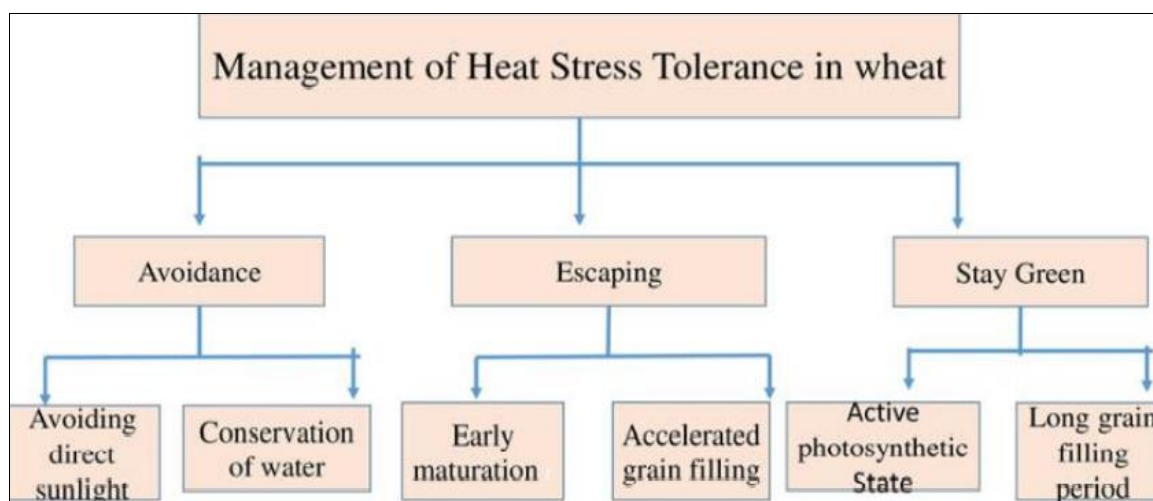 Management of Heat Stress Tolerance in wheat
Avoidance
Escaping
Stay Green
Avoiding
direct
sunlight
Conservation
of water
Early
maturation
Accelerated
grain filling
Active
photosynthetic
State
Long grain
filling
period